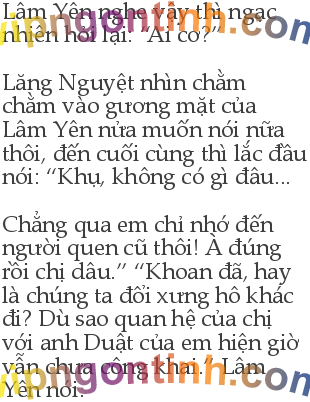 Lâm Yên nghe vậy thì ngạc
nhiên hỏi lại: “Ai cơ?”
Lăng Nguyệt nhìn chằm
chằm vào gương mặt của
Lâm Yên nửa muốn nói nữa
thôi, đến cuối cùng thì lắc đầu
nói: “Khụ, không có gì đâu...
Chẳng qua em chỉ nhớ đến
người quen cũ thôi! À đúng
rồi chị dâu.” “Khoan đã, hay
là chúng ta đổi xưng hô khác
đi? Dù sao quan hệ của chị
với anh Duật của em hiện giờ
vẫn chưa công khai.” Lâm
Yên nói.